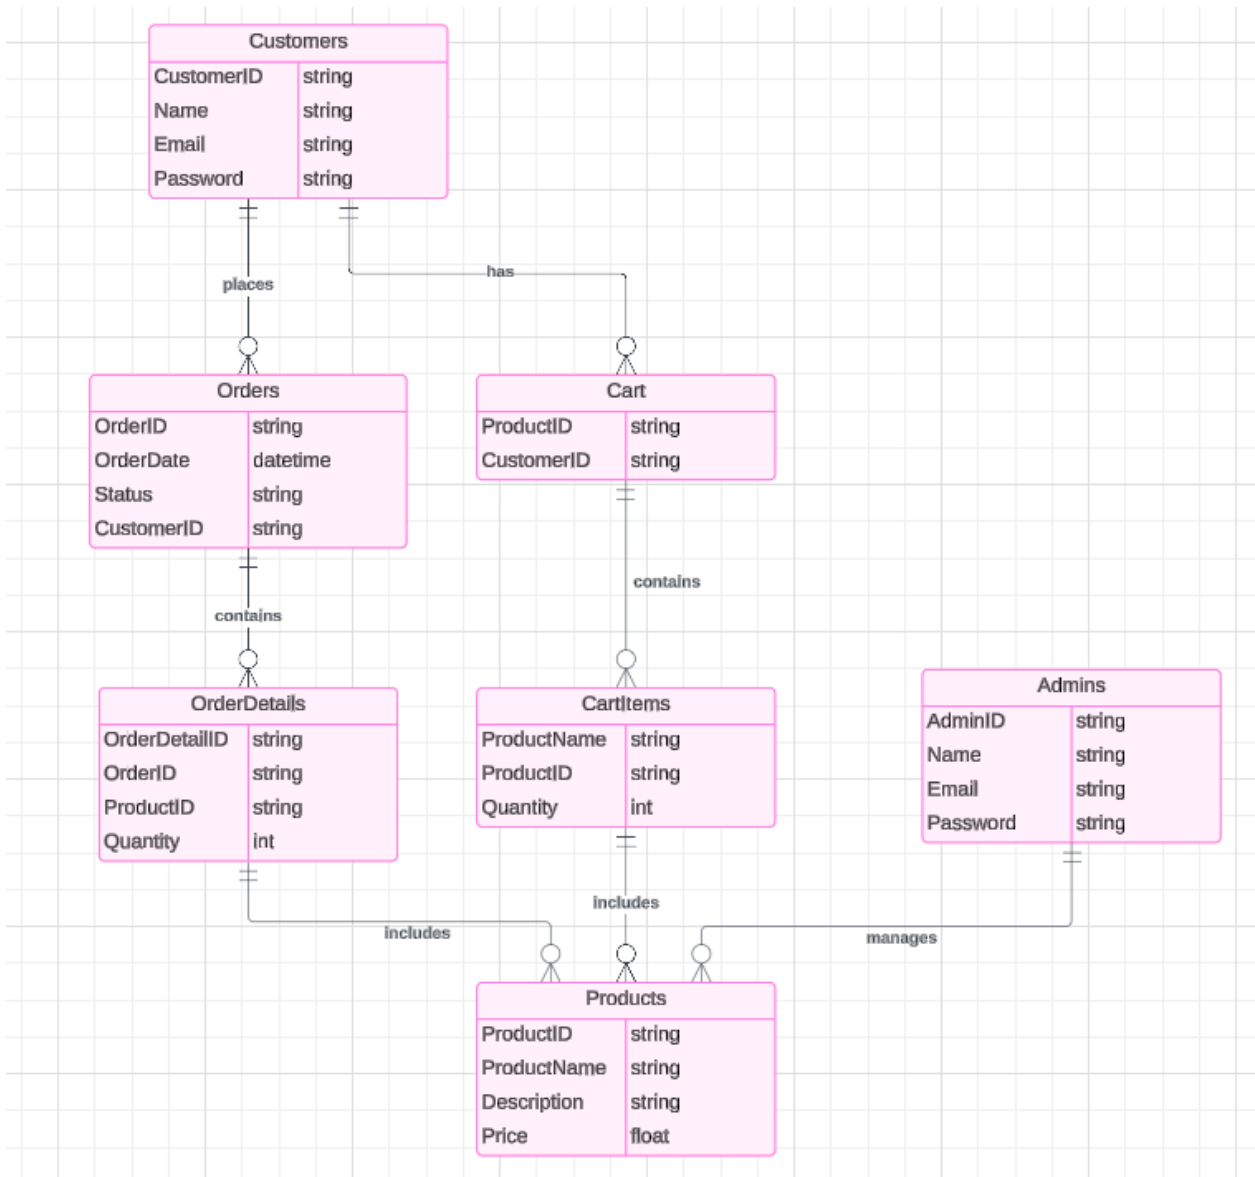 Customers
CustomerID string
Name string
Email string
Password string
places
has
Orders
OrderID string
OrderDate datetime
Status string
CustomerID string
Cart
ProductID string
CustomerID string
contains
contains
OrderDetails
OrderDetailID string
OrderID string
ProductID string
Quantity int
CartItems
ProductName string
ProductID string
Quantity int
Admins
AdminID string
Name string
Email string
Password string
includes
includes
manages
Products
ProductID string
ProductName string
Description string
Price float